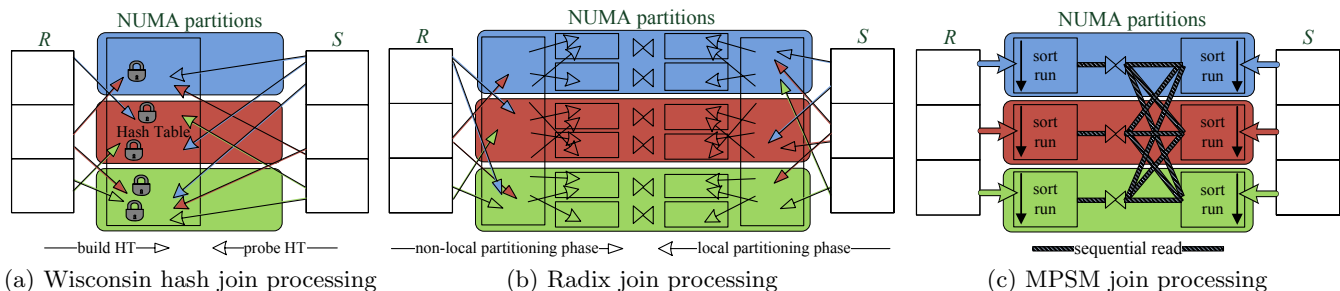 NUMA partitions
R
S
Hash Table
build HT
probe HT
(a) Wisconsin hash join processing
NUMA partitions
R
S
non-local partitioning phase
local partitioning phase
(b) Radix join processing
NUMA partitions
R
S
sort
run
sort
run
sort
run
sort
run
sort
run
sort
run
sequential read
(c) MPSM join processing